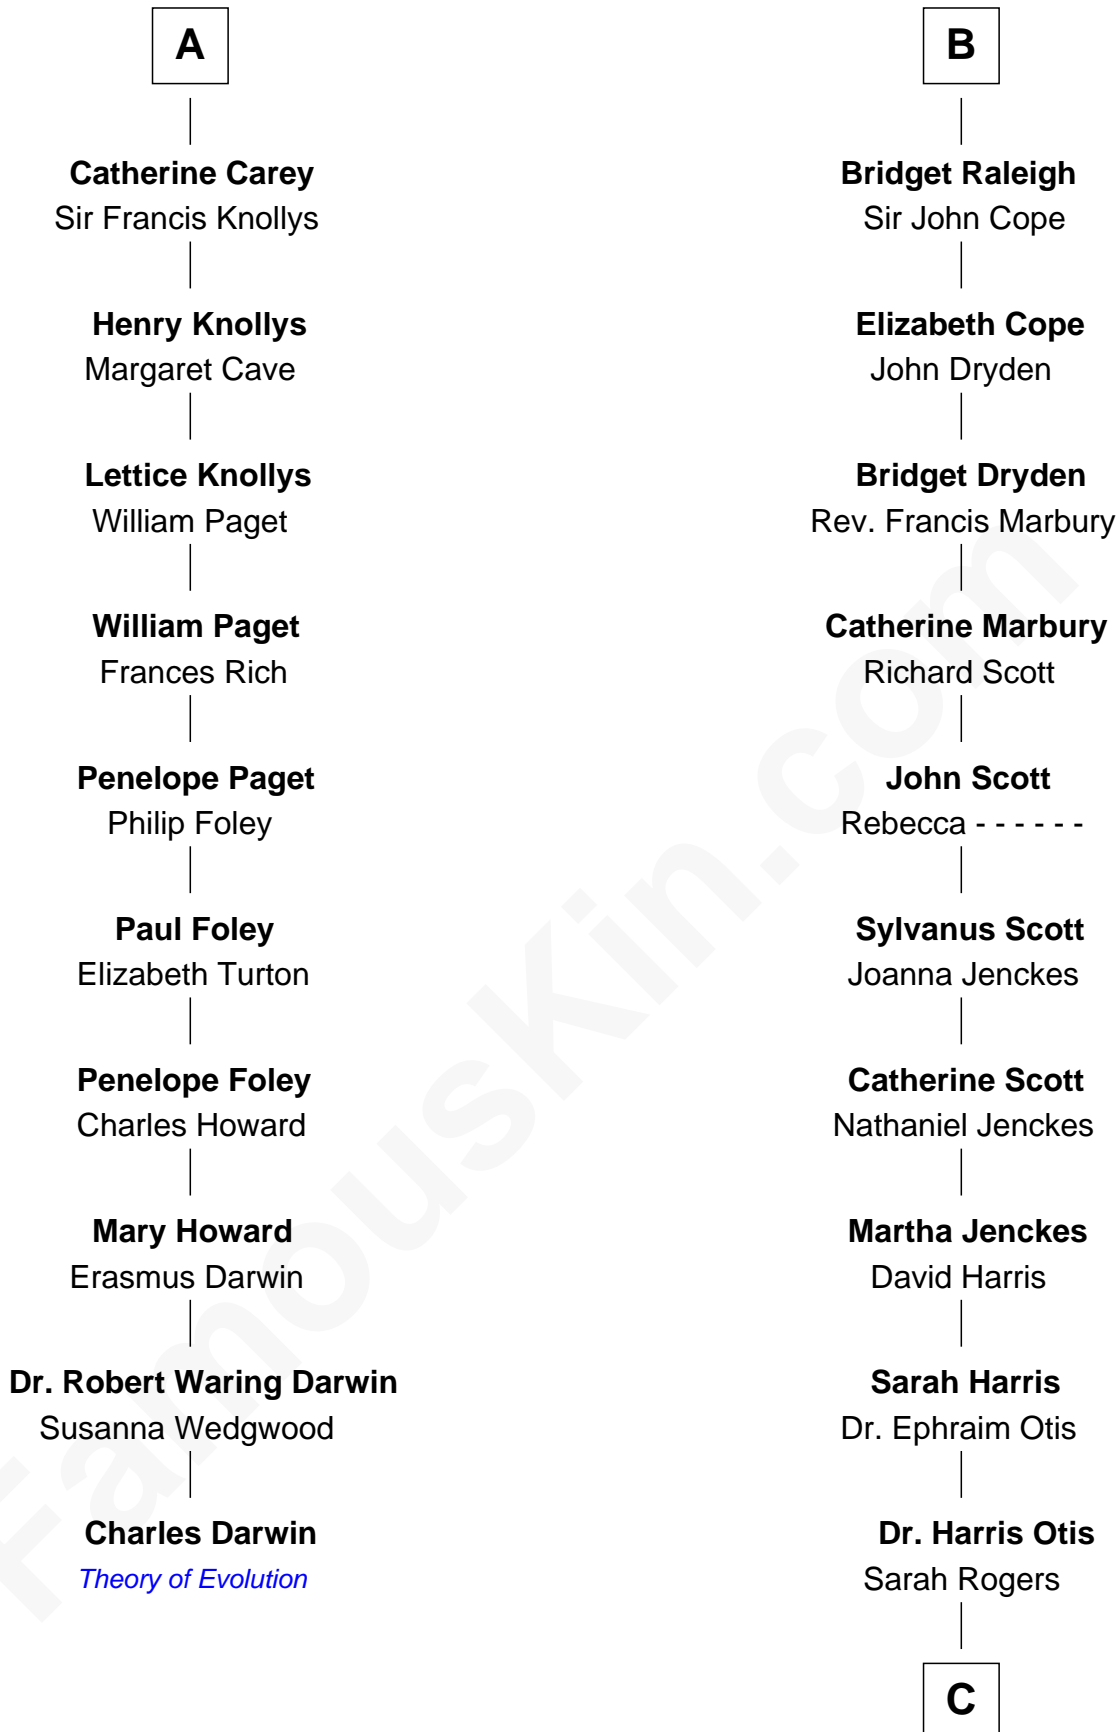 A
Catherine Carey
Sir Francis Knollys
Henry Knollys
Margaret Cave
Lettice Knollys
William Paget
William Paget
Frances Rich
Penelope Paget
Philip Foley
Paul Foley
Elizabeth Turton
Penelope Foley
Charles Howard
Mary Howard
Erasmus Darwin
Dr. Robert Waring Darwin
Susanna Wedgwood
Charles Darwin
Theory of Evolution
B
Bridget Raleigh
Sir John Cope
Elizabeth Cope
John Dryden
Bridget Dryden
Rev. Francis Marbury
Catherine Marbury
Richard Scott
John Scott
Rebecca - - - - - -
Sylvanus Scott
Joanna Jenckes
Catherine Scott
Nathaniel Jenckes
Martha Jenckes
David Harris
Sarah Harris
Dr. Ephraim Otis
Dr. Harris Otis
Sarah Rogers
C
FamousKin.com